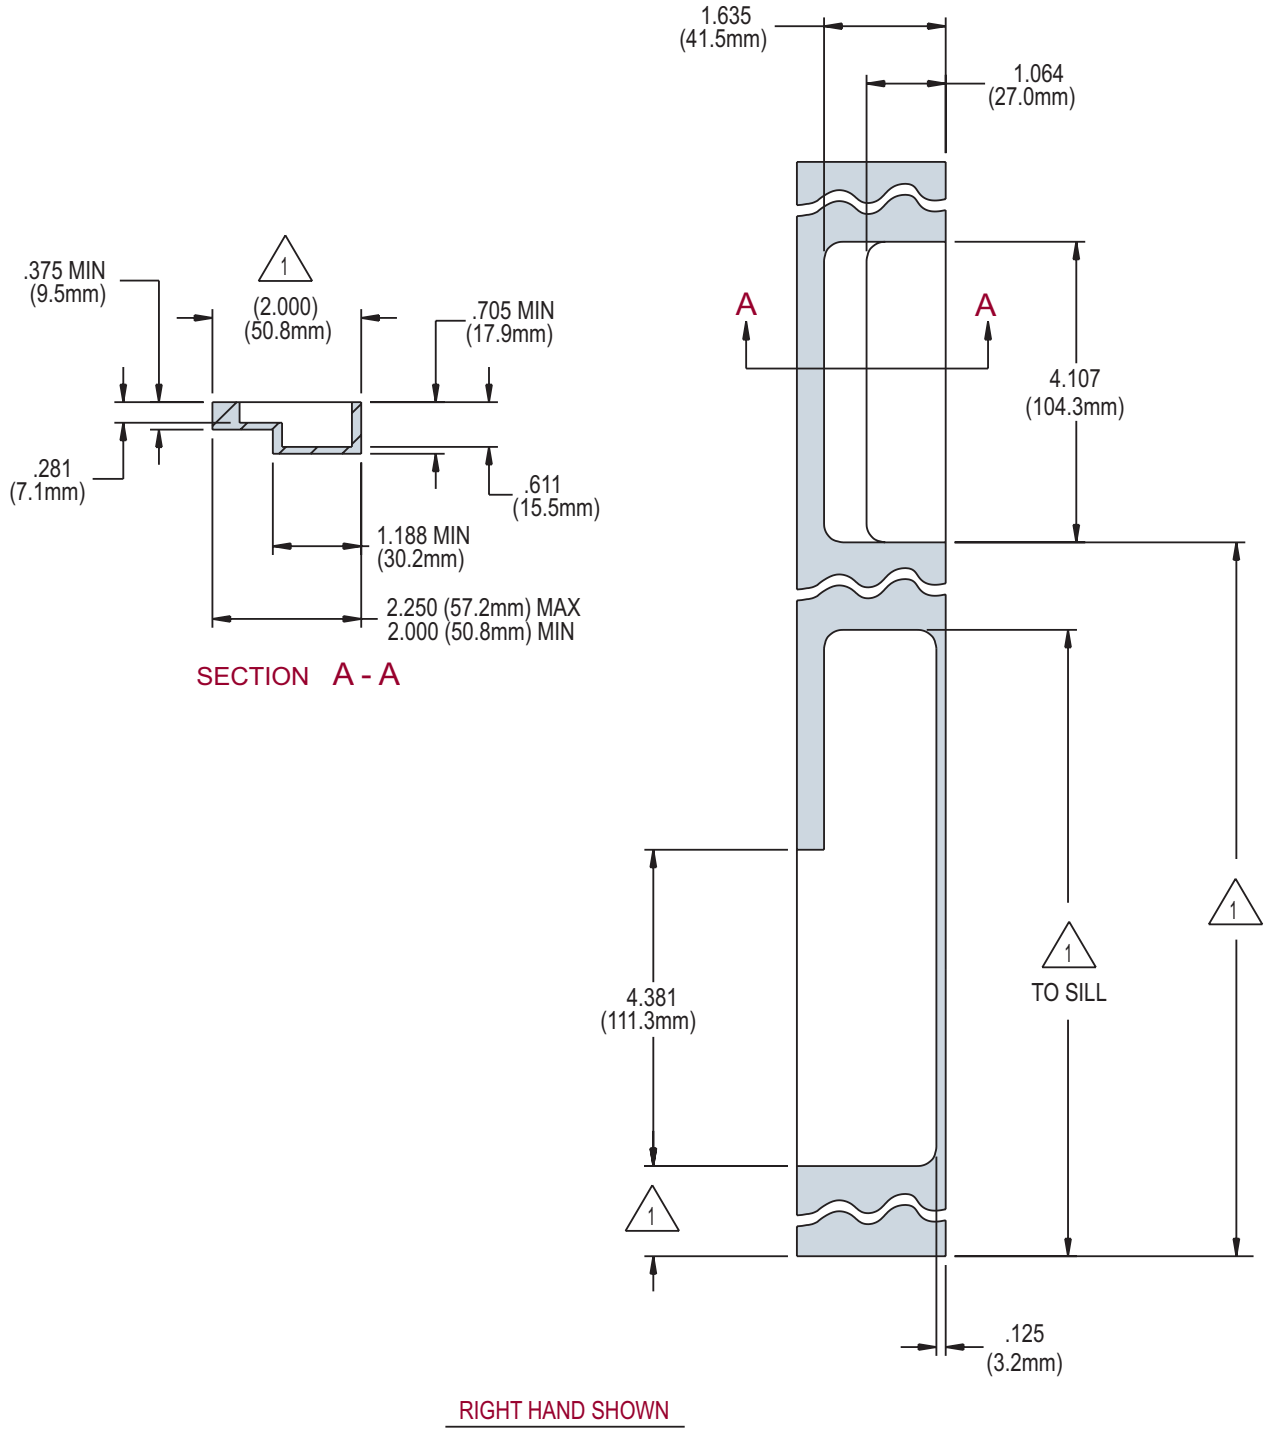 1.635
(41.5mm)
1.064
(27.0mm)
.375 MIN
(9.5mm)
1
(2.000)
(50.8mm)
.705 MIN
(17.9mm)
A
A
4.107
(104.3mm)
.281
(7.1mm)
.611
(15.5mm)
1.188 MIN
(30.2mm)
2.250 (57.2mm) MAX
2.000 (50.8mm) MIN
SECTION A - A
1
1
TO SILL
4.381
(111.3mm)
1
.125
(3.2mm)
RIGHT HAND SHOWN